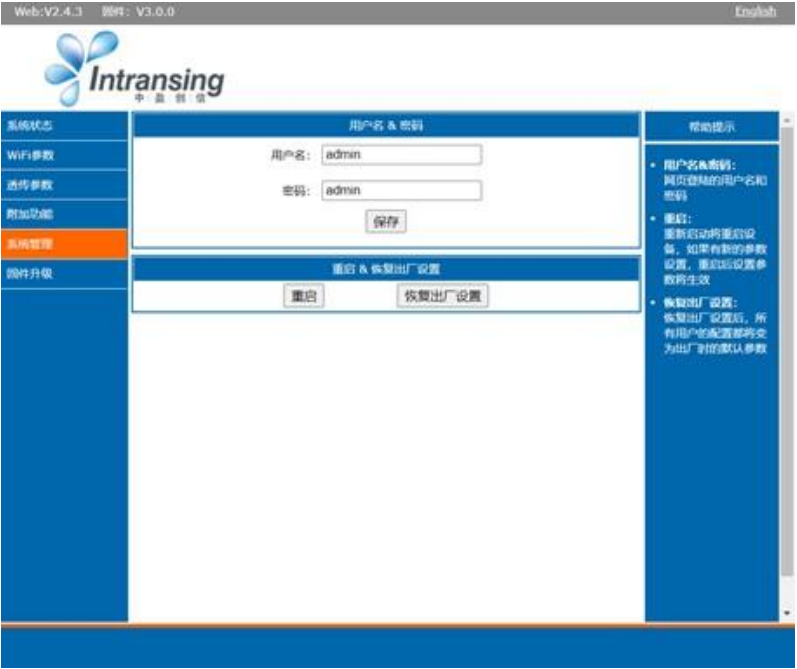 Web:V2.4.3 固件: V3.0.0 English
Intransing
中 盈 创 信
系统状态
WiFi参数
透传参数
附加功能
系统管理
固件升级
用户名 & 密码
用户名: admin
密码: admin
保存
重启 & 恢复出厂设置
重启 恢复出厂设置
帮助提示
• 用户名&密码:
网页登陆的用户名和
密码
• 重启:
重新启动将重启设
备，如果有新的参数
设置，重启后设置参
数将生效
• 恢复出厂设置:
恢复出厂设置后，所
有用户的配置都将变
为出厂时的默认参数